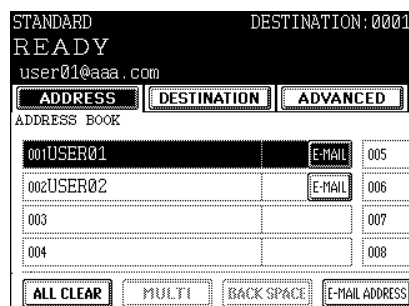 STANDARD DESTINATION:0001
READY
user01@aaa.com
ADDRESS DESTINATION ADVANCED
ADDRESS BOOK
001USER01 E-MAIL 005
002USER02 E-MAIL 006
003 007
004 008
ALL CLEAR MULTI BACK SPACE E-MAIL ADDRESS